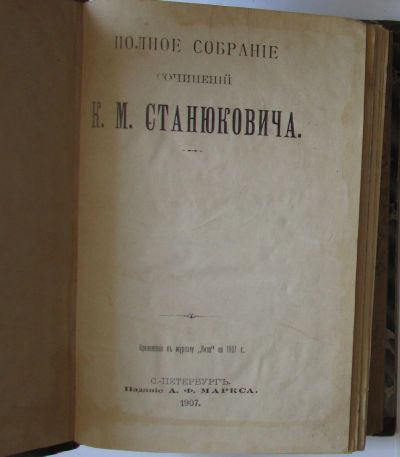 ПОЛНОЕ СОБРАНІЕ
СОЧИНЕНІЙ
К. М. СТАНЮКОВИЧА.
Приложеніе къ журналу „Нива“ на 1907 г.
С.-ПЕТЕРБУРГЪ.
Изданіе А. Ф. МАРКСА.
1907.